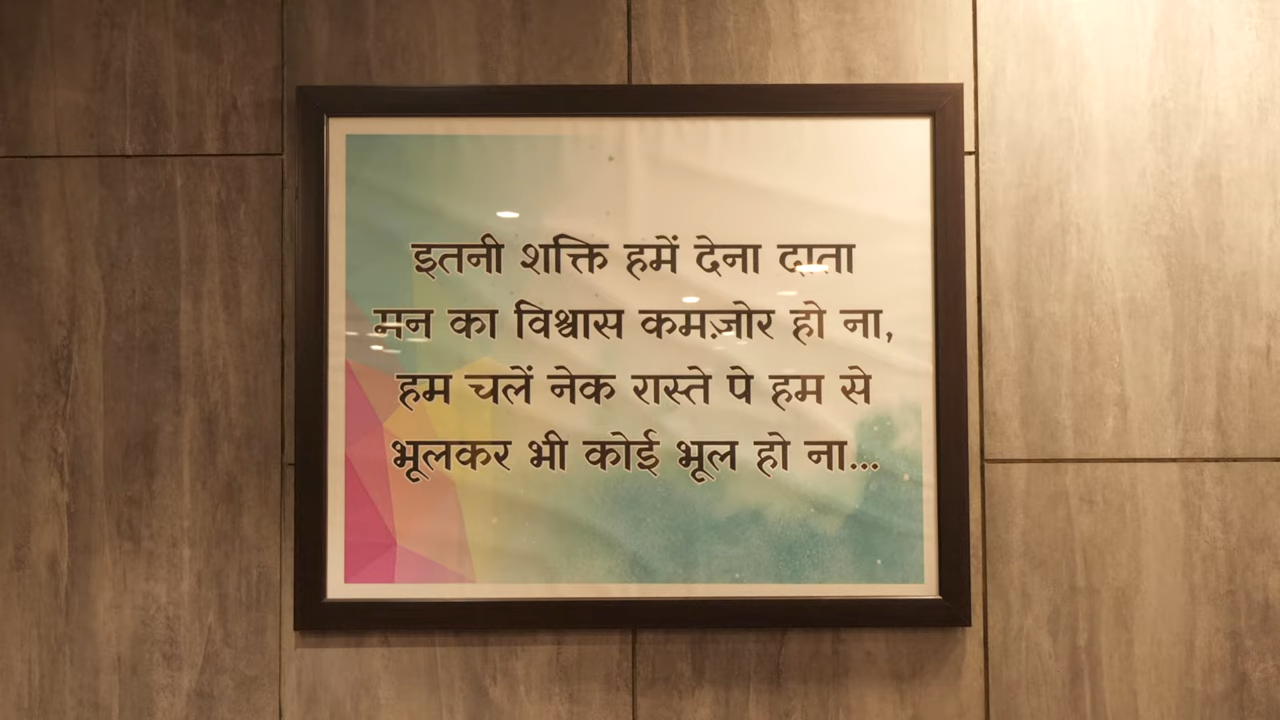 इतनी शक्ति हमें देना दाता
मन का विश्वास कमज़ोर हो ना,
हम चलें नेक रास्ते पे हम से
भूलकर भी कोई भूल हो ना...